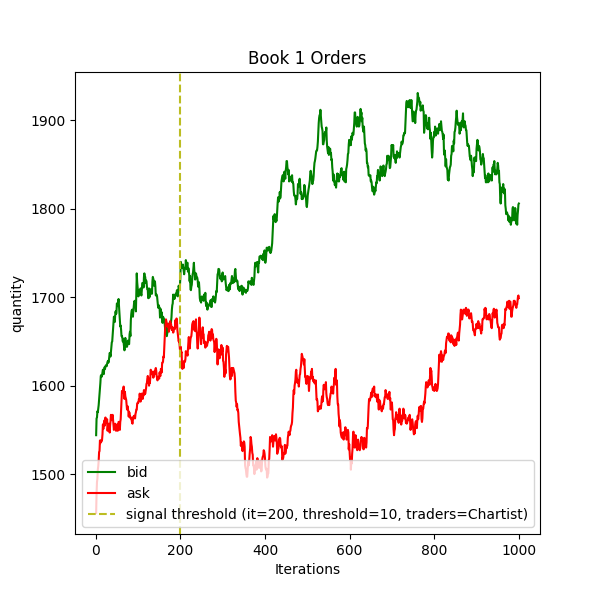 Book 1 Orders
quantity
1900
1800
1700
1600
1500
bid
ask
signal threshold (it=200, threshold=10, traders=Chartist)
0 200 400 600 800 1000
Iterations